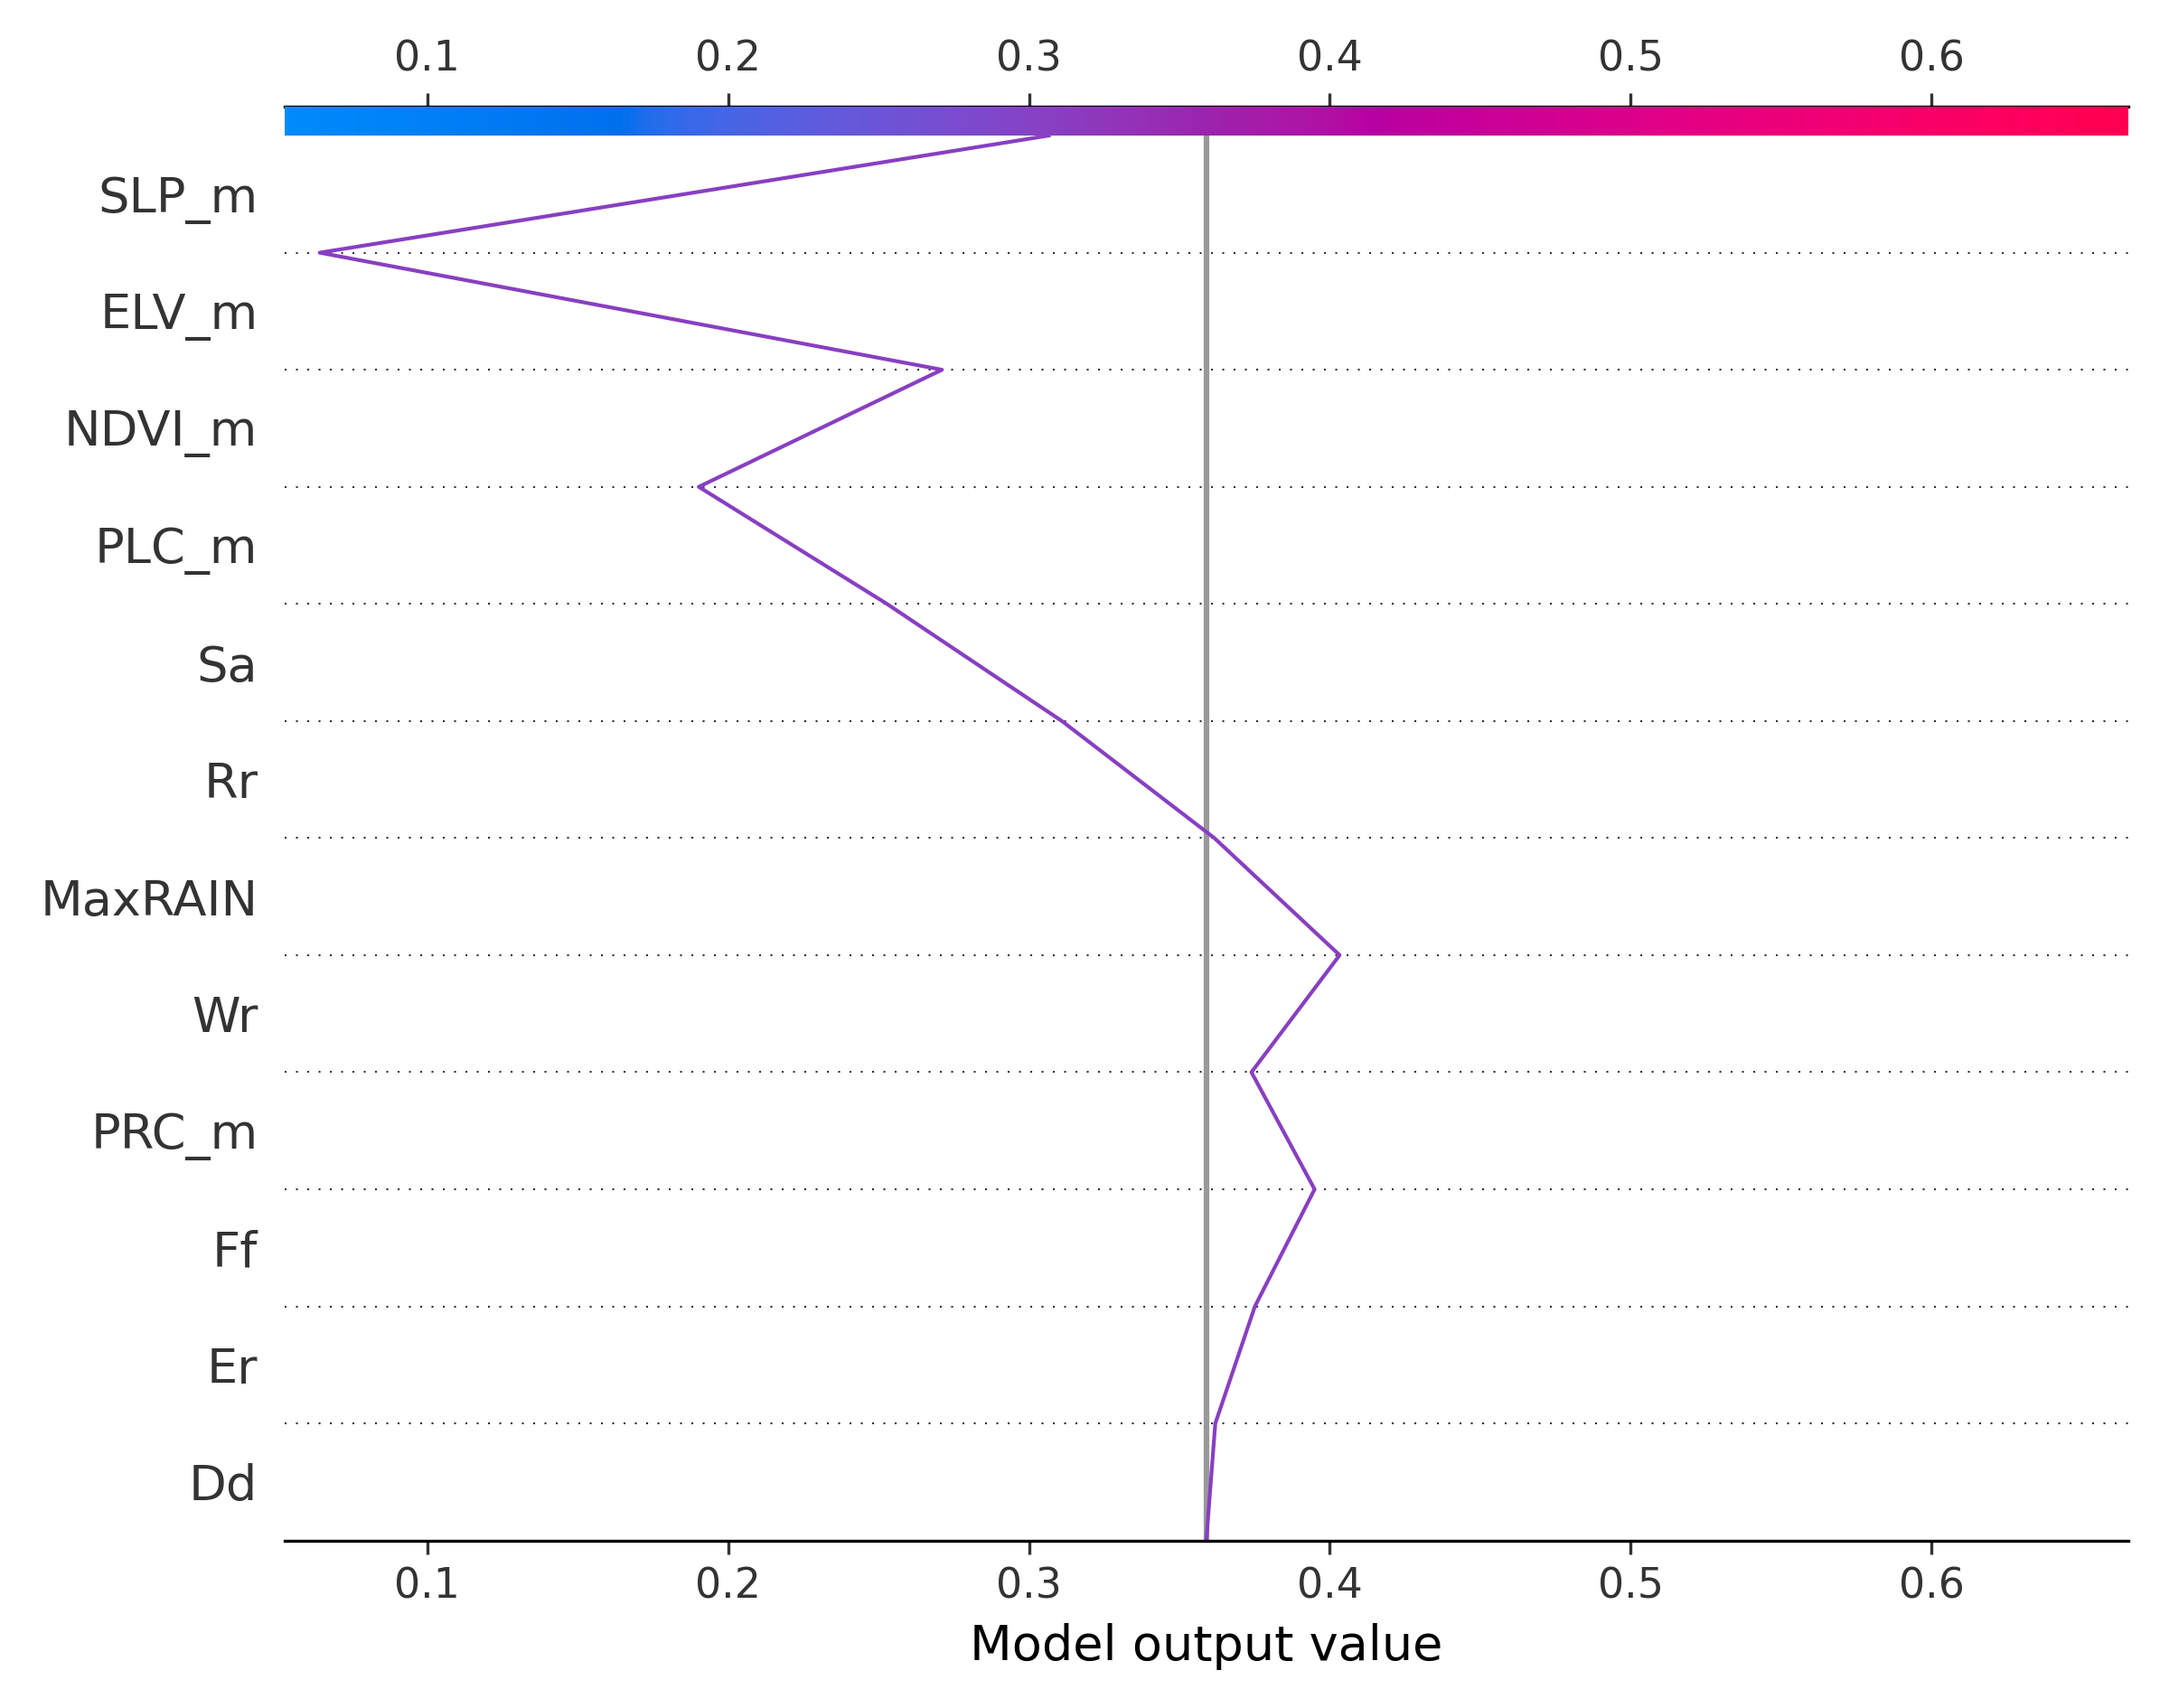 0.1 0.2 0.3 0.4 0.5 0.6
SLP_m
ELV_m
NDVI_m
PLC_m
Sa
Rr
MaxRAIN
Wr
PRC_m
Ff
Er
Dd
0.1 0.2 0.3 0.4 0.5 0.6
Model output value